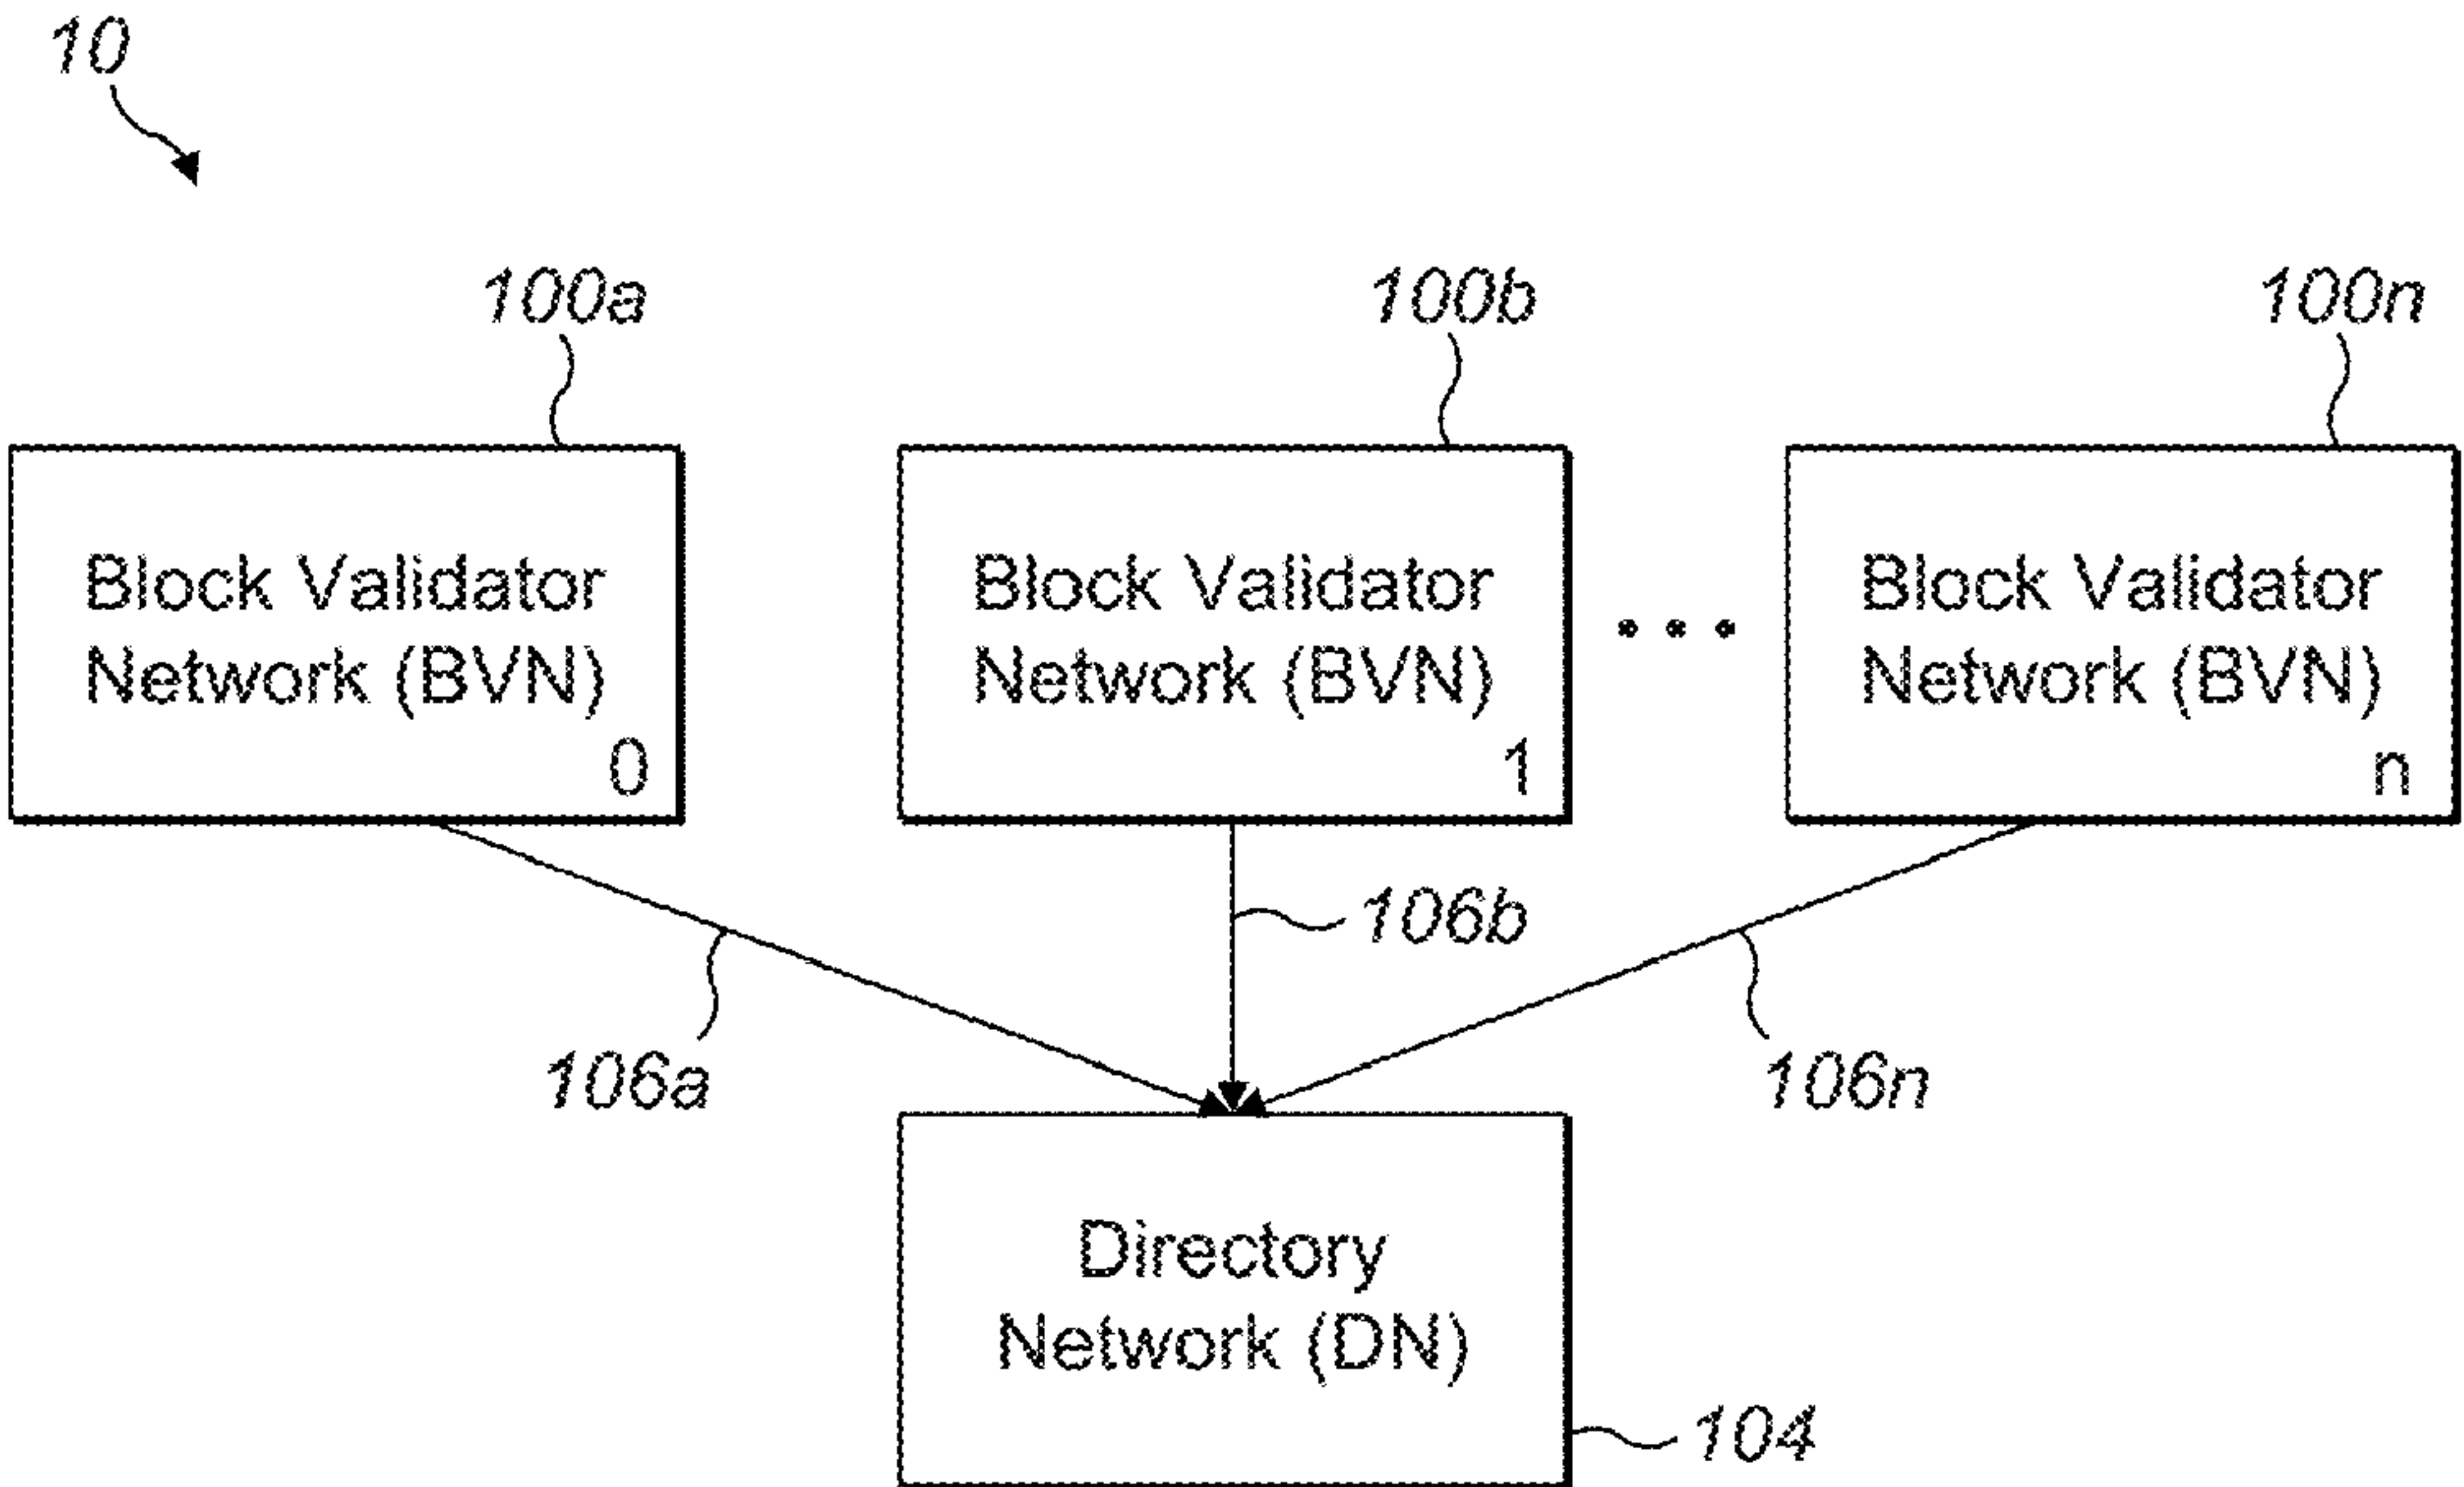 10
100a
100b
100n
Block Validator
Network (BVN)
0
Block Validator
Network (BVN)
1
Block Validator
Network (BVN)
n
106b
106a
106n
Directory
Network (DN)
104